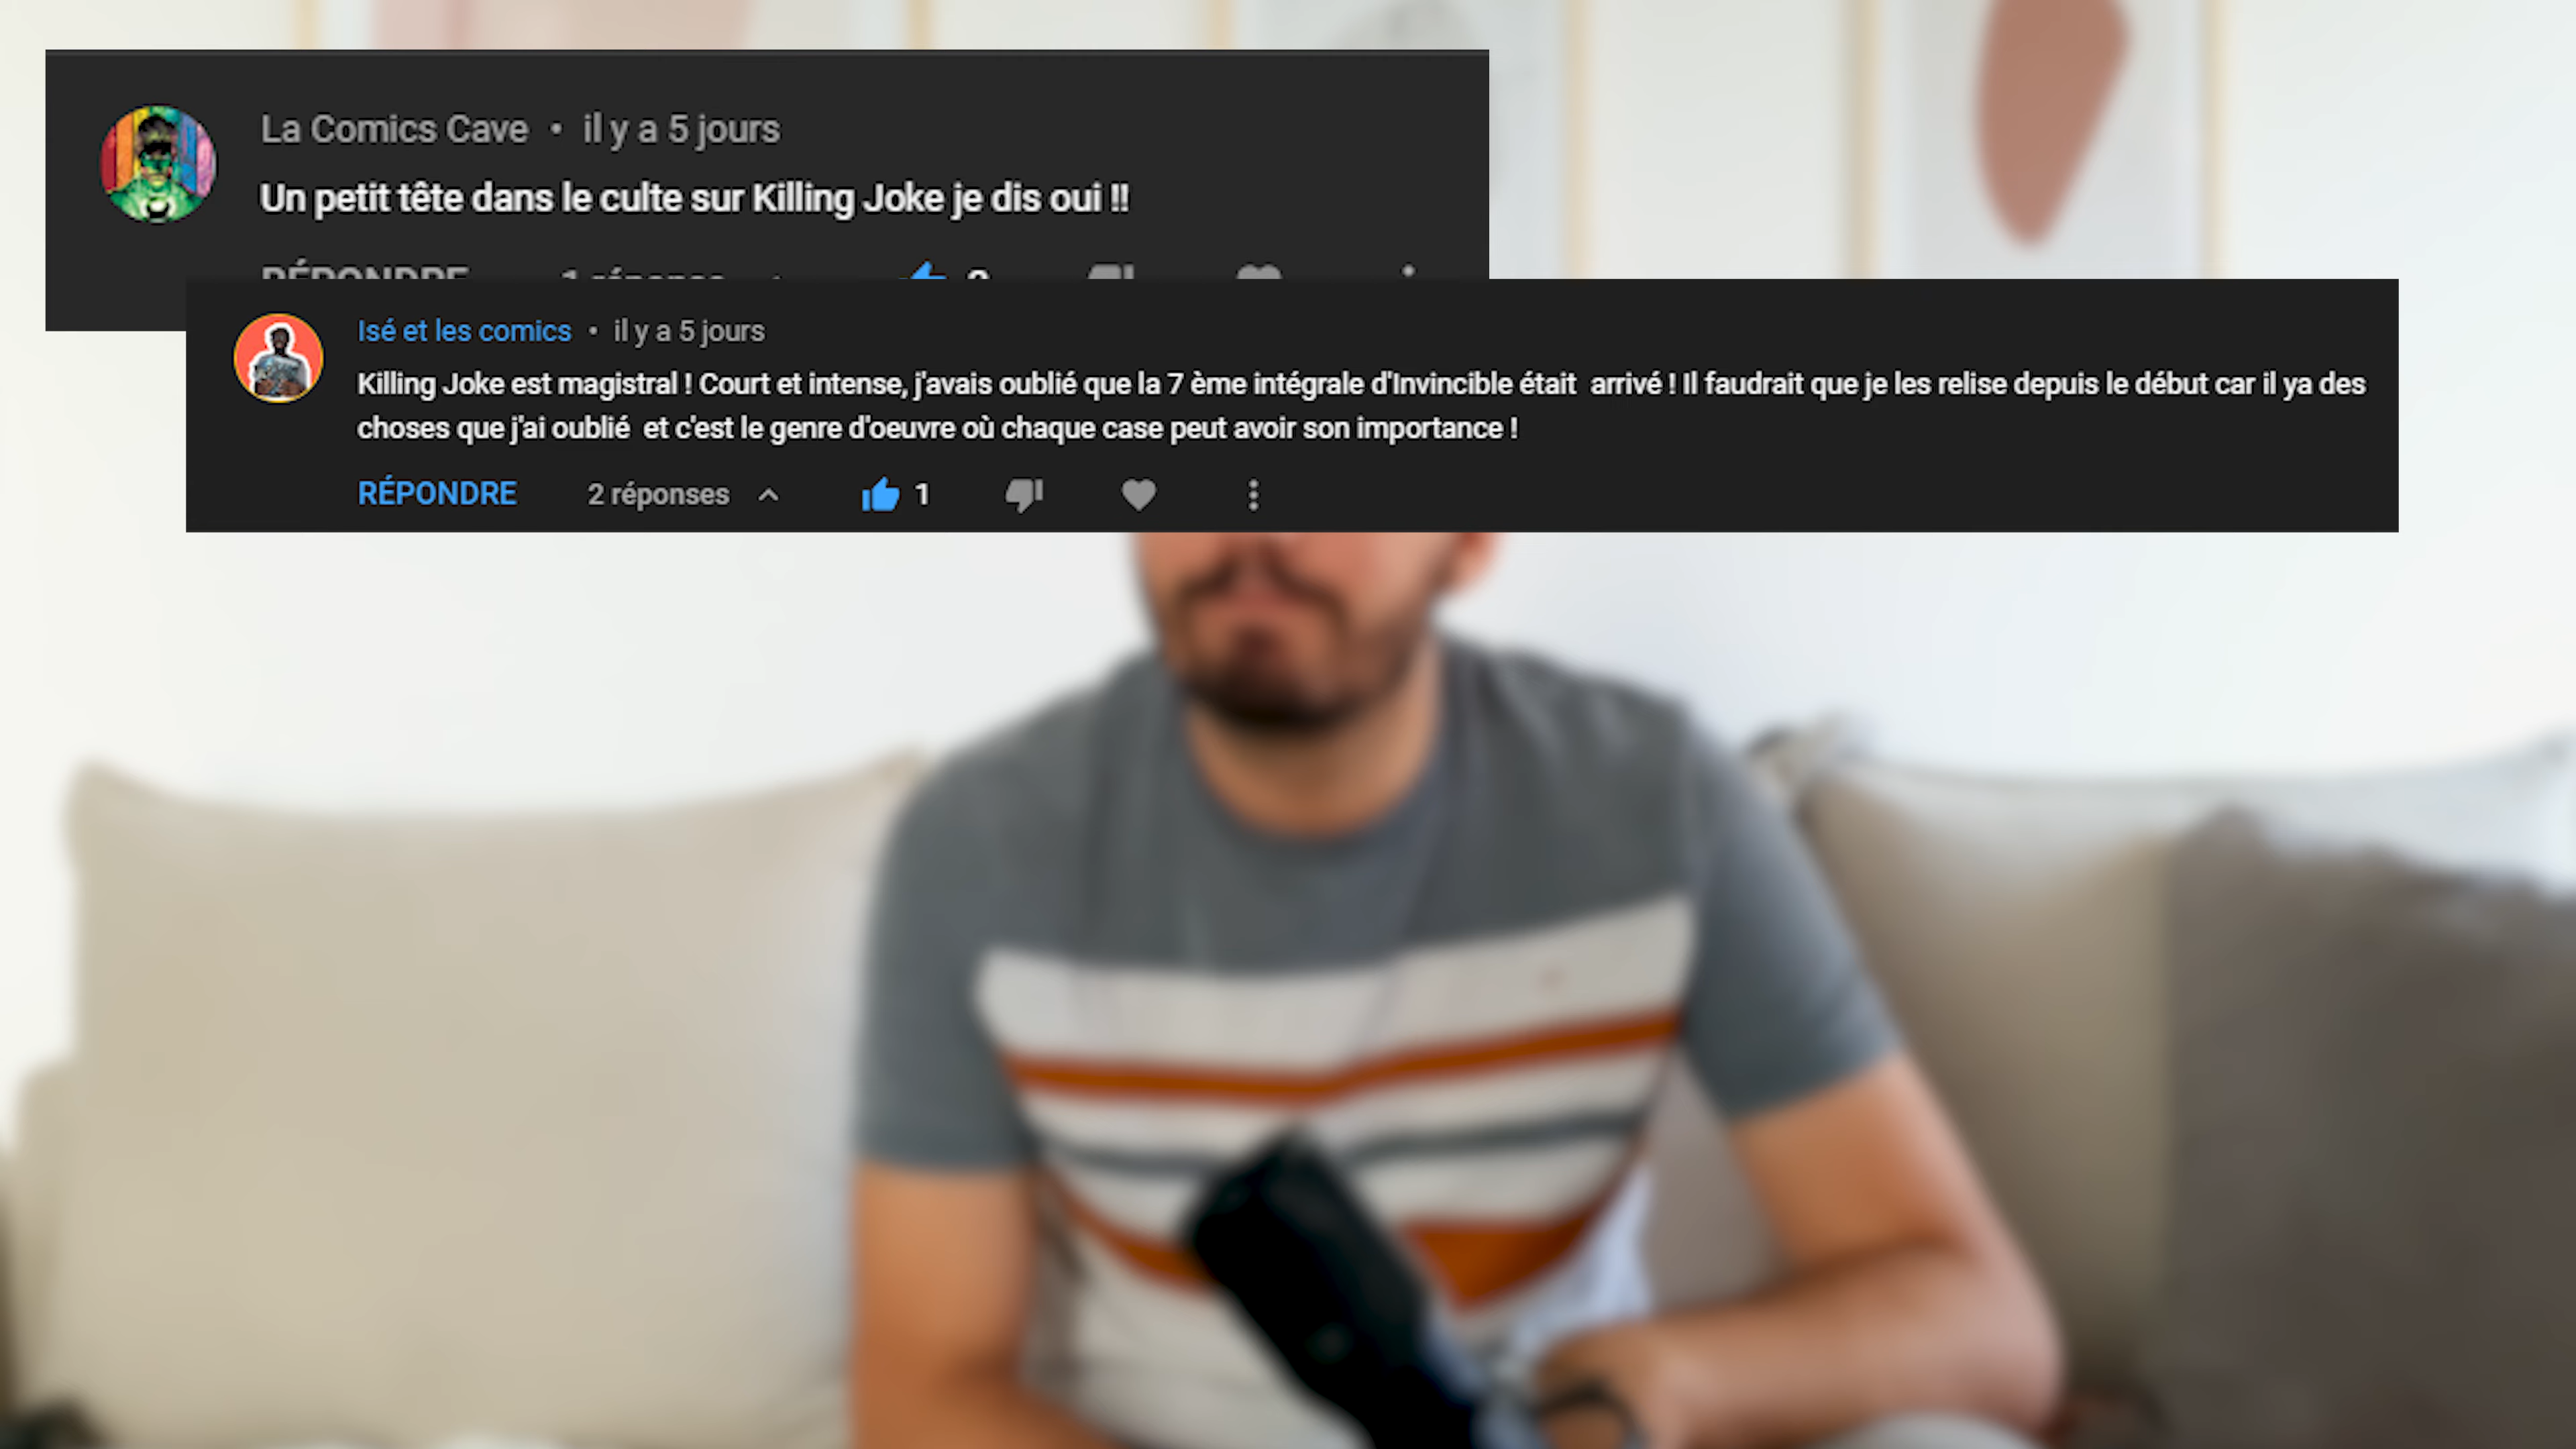 La Comics Cave • il y a 5 jours
Un petit tête dans le culte sur Killing Joke je dis oui !!
RÉPONDRE 1 réponse
Isé et les comics • il y a 5 jours
Killing Joke est magistral ! Court et intense, j'avais oublié que la 7 ème intégrale d'Invincible était  arrivé ! Il faudrait que je les relise depuis le début car il ya des
choses que j'ai oublié  et c'est le genre d'oeuvre où chaque case peut avoir son importance !
RÉPONDRE 2 réponses 1